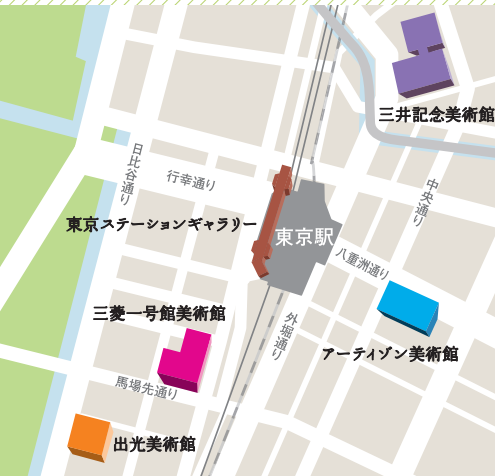 三井記念美術館
日比谷通り
行幸通り
中央通り
東京ステーションギャラリー
東京駅
八重洲通り
三菱一号館美術館
外堀通り
アーティゾン美術館
馬場先通り
出光美術館